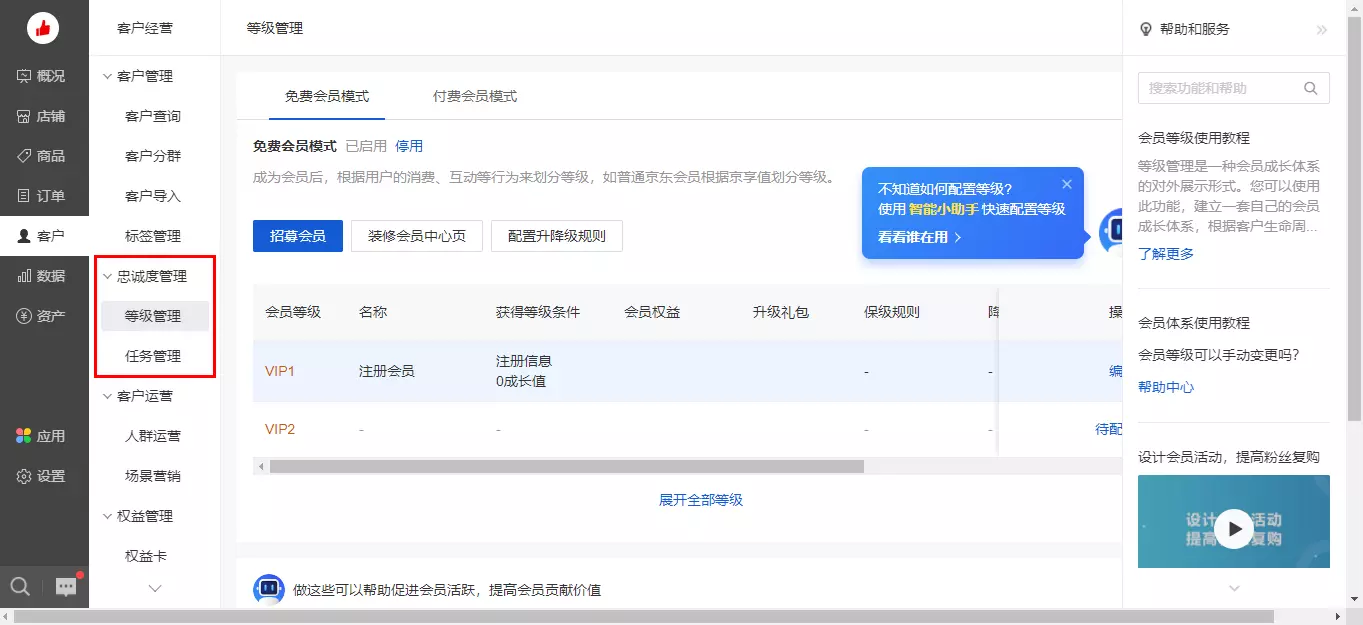 概况
店铺
商品
订单
客户
数据
资产
应用
设置
客户经营
客户管理
客户查询
客户分群
客户导入
标签管理
忠诚度管理
等级管理
任务管理
客户运营
人群运营
场景营销
权益管理
权益卡
等级管理
免费会员模式 付费会员模式
免费会员模式 已启用 停用
成为会员后，根据用户的消费、互动等行为来划分等级，如普通京东会员根据京享值划分等级。
招募会员 装修会员中心页 配置升降级规则
不知道如何配置等级？
使用 智能小助手 快速配置等级
看看谁在用
会员等级 名称 获得等级条件 会员权益 升级礼包 保级规则 降 操
VIP1 注册会员 注册信息 - - 编
0成长值
VIP2 - - - - 待配
展开全部等级
做这些可以帮助促进会员活跃，提高会员贡献价值
帮助和服务
搜索功能和帮助
会员等级使用教程
等级管理是一种会员成长体系
的对外展示形式。您可以使用
此功能，建立一套自己的会员
成长体系，根据客户生命周...
了解更多
会员体系使用教程
会员等级可以手动变更吗？
帮助中心
设计会员活动，提高粉丝复购
设计 活动
提高 复购